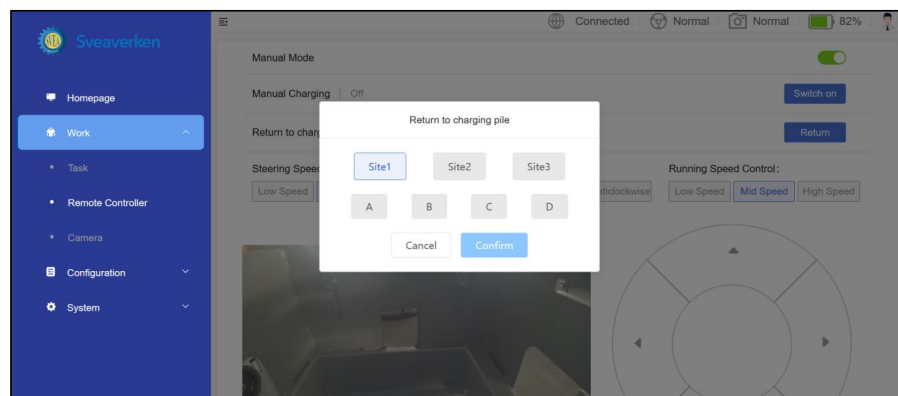 Sveaverken
Connected Normal Normal 82%
Homepage
Work
Task
Remote Controller
Camera
Configuration
System
Manual Mode
Manual Charging | Off Switch on
Return to charg Return
Steering Speed Running Speed Control:
Low Speed nticlockwise Low Speed Mid Speed High Speed
Return to charging pile
Site1 Site2 Site3
A B C D
Cancel Confirm